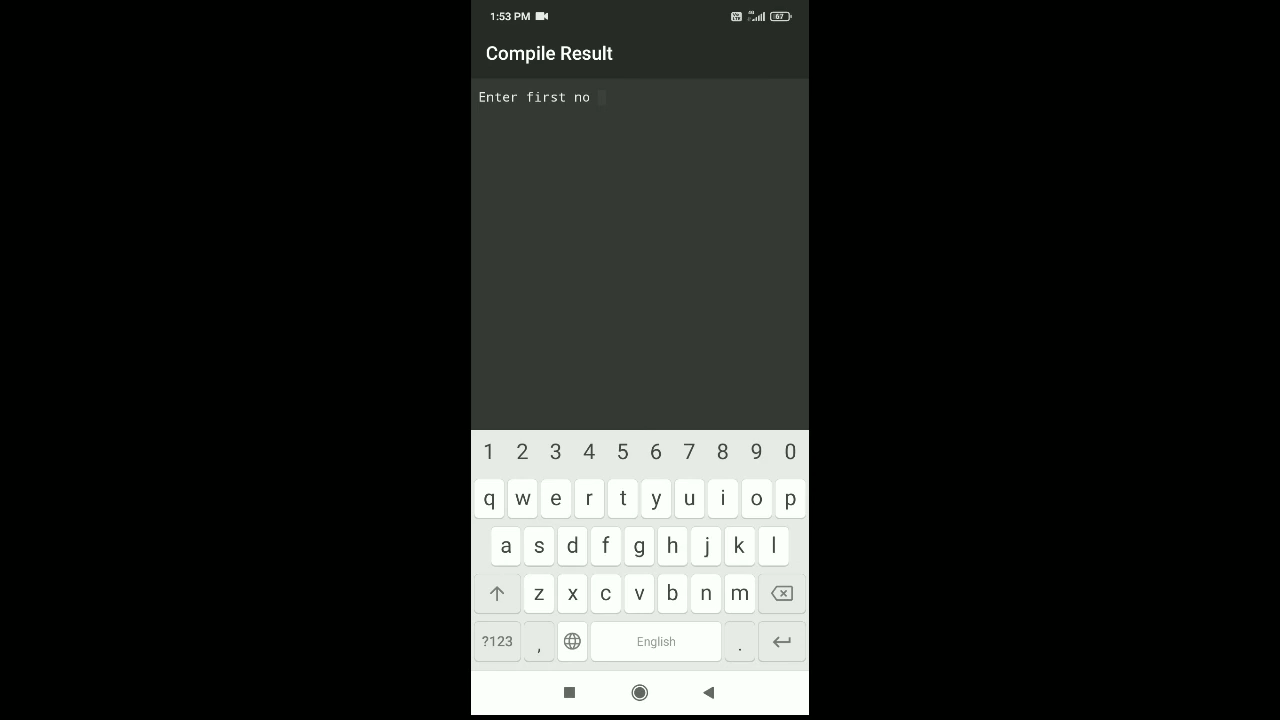 1:53 PM
67
Compile Result
Enter first no
1 2 3 4 5 6 7 8 9 0
q w e r t y u i o p
a s d f g h j k l
z x c v b n m
?123 , English .